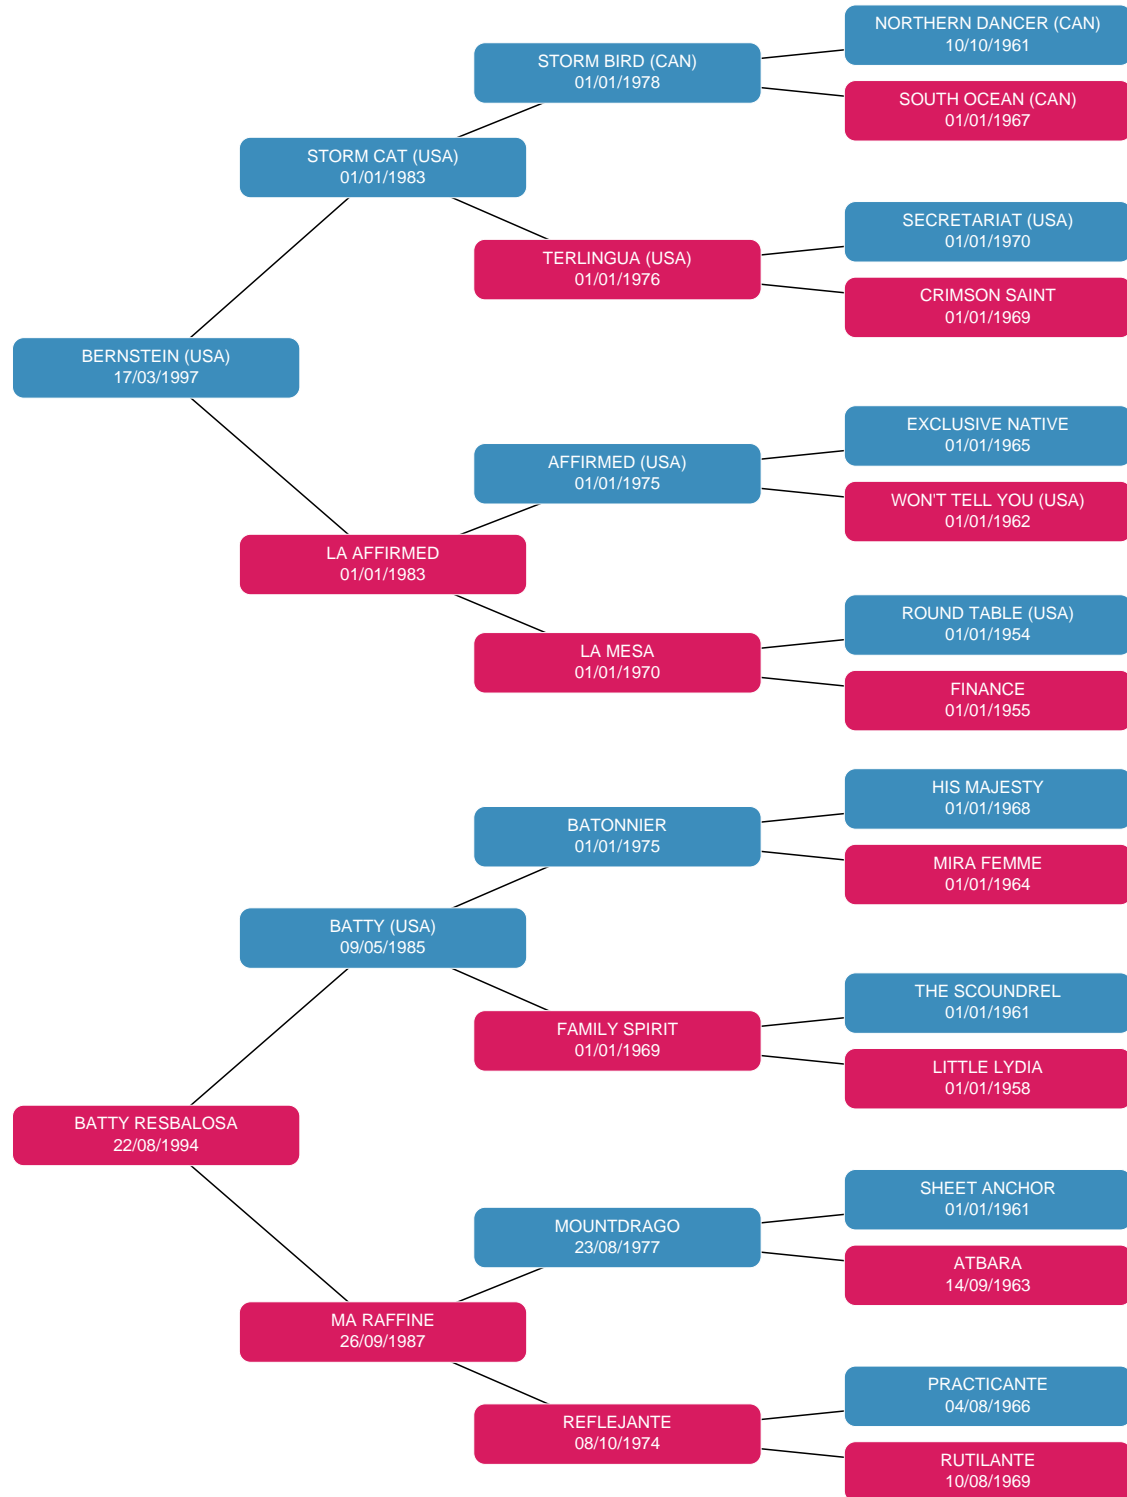 NORTHERN DANCER (CAN)
10/10/1961
STORM BIRD (CAN)
01/01/1978
SOUTH OCEAN (CAN)
01/01/1967
STORM CAT (USA)
01/01/1983
SECRETARIAT (USA)
01/01/1970
TERLINGUA (USA)
01/01/1976
CRIMSON SAINT
01/01/1969
BERNSTEIN (USA)
17/03/1997
EXCLUSIVE NATIVE
01/01/1965
AFFIRMED (USA)
01/01/1975
WON'T TELL YOU (USA)
01/01/1962
LA AFFIRMED
01/01/1983
ROUND TABLE (USA)
01/01/1954
LA MESA
01/01/1970
FINANCE
01/01/1955
HIS MAJESTY
01/01/1968
BATONNIER
01/01/1975
MIRA FEMME
01/01/1964
BATTY (USA)
09/05/1985
THE SCOUNDREL
01/01/1961
FAMILY SPIRIT
01/01/1969
LITTLE LYDIA
01/01/1958
BATTY RESBALOSA
22/08/1994
SHEET ANCHOR
01/01/1961
MOUNTDRAGO
23/08/1977
ATBARA
14/09/1963
MA RAFFINE
26/09/1987
PRACTICANTE
04/08/1966
REFLEJANTE
08/10/1974
RUTILANTE
10/08/1969